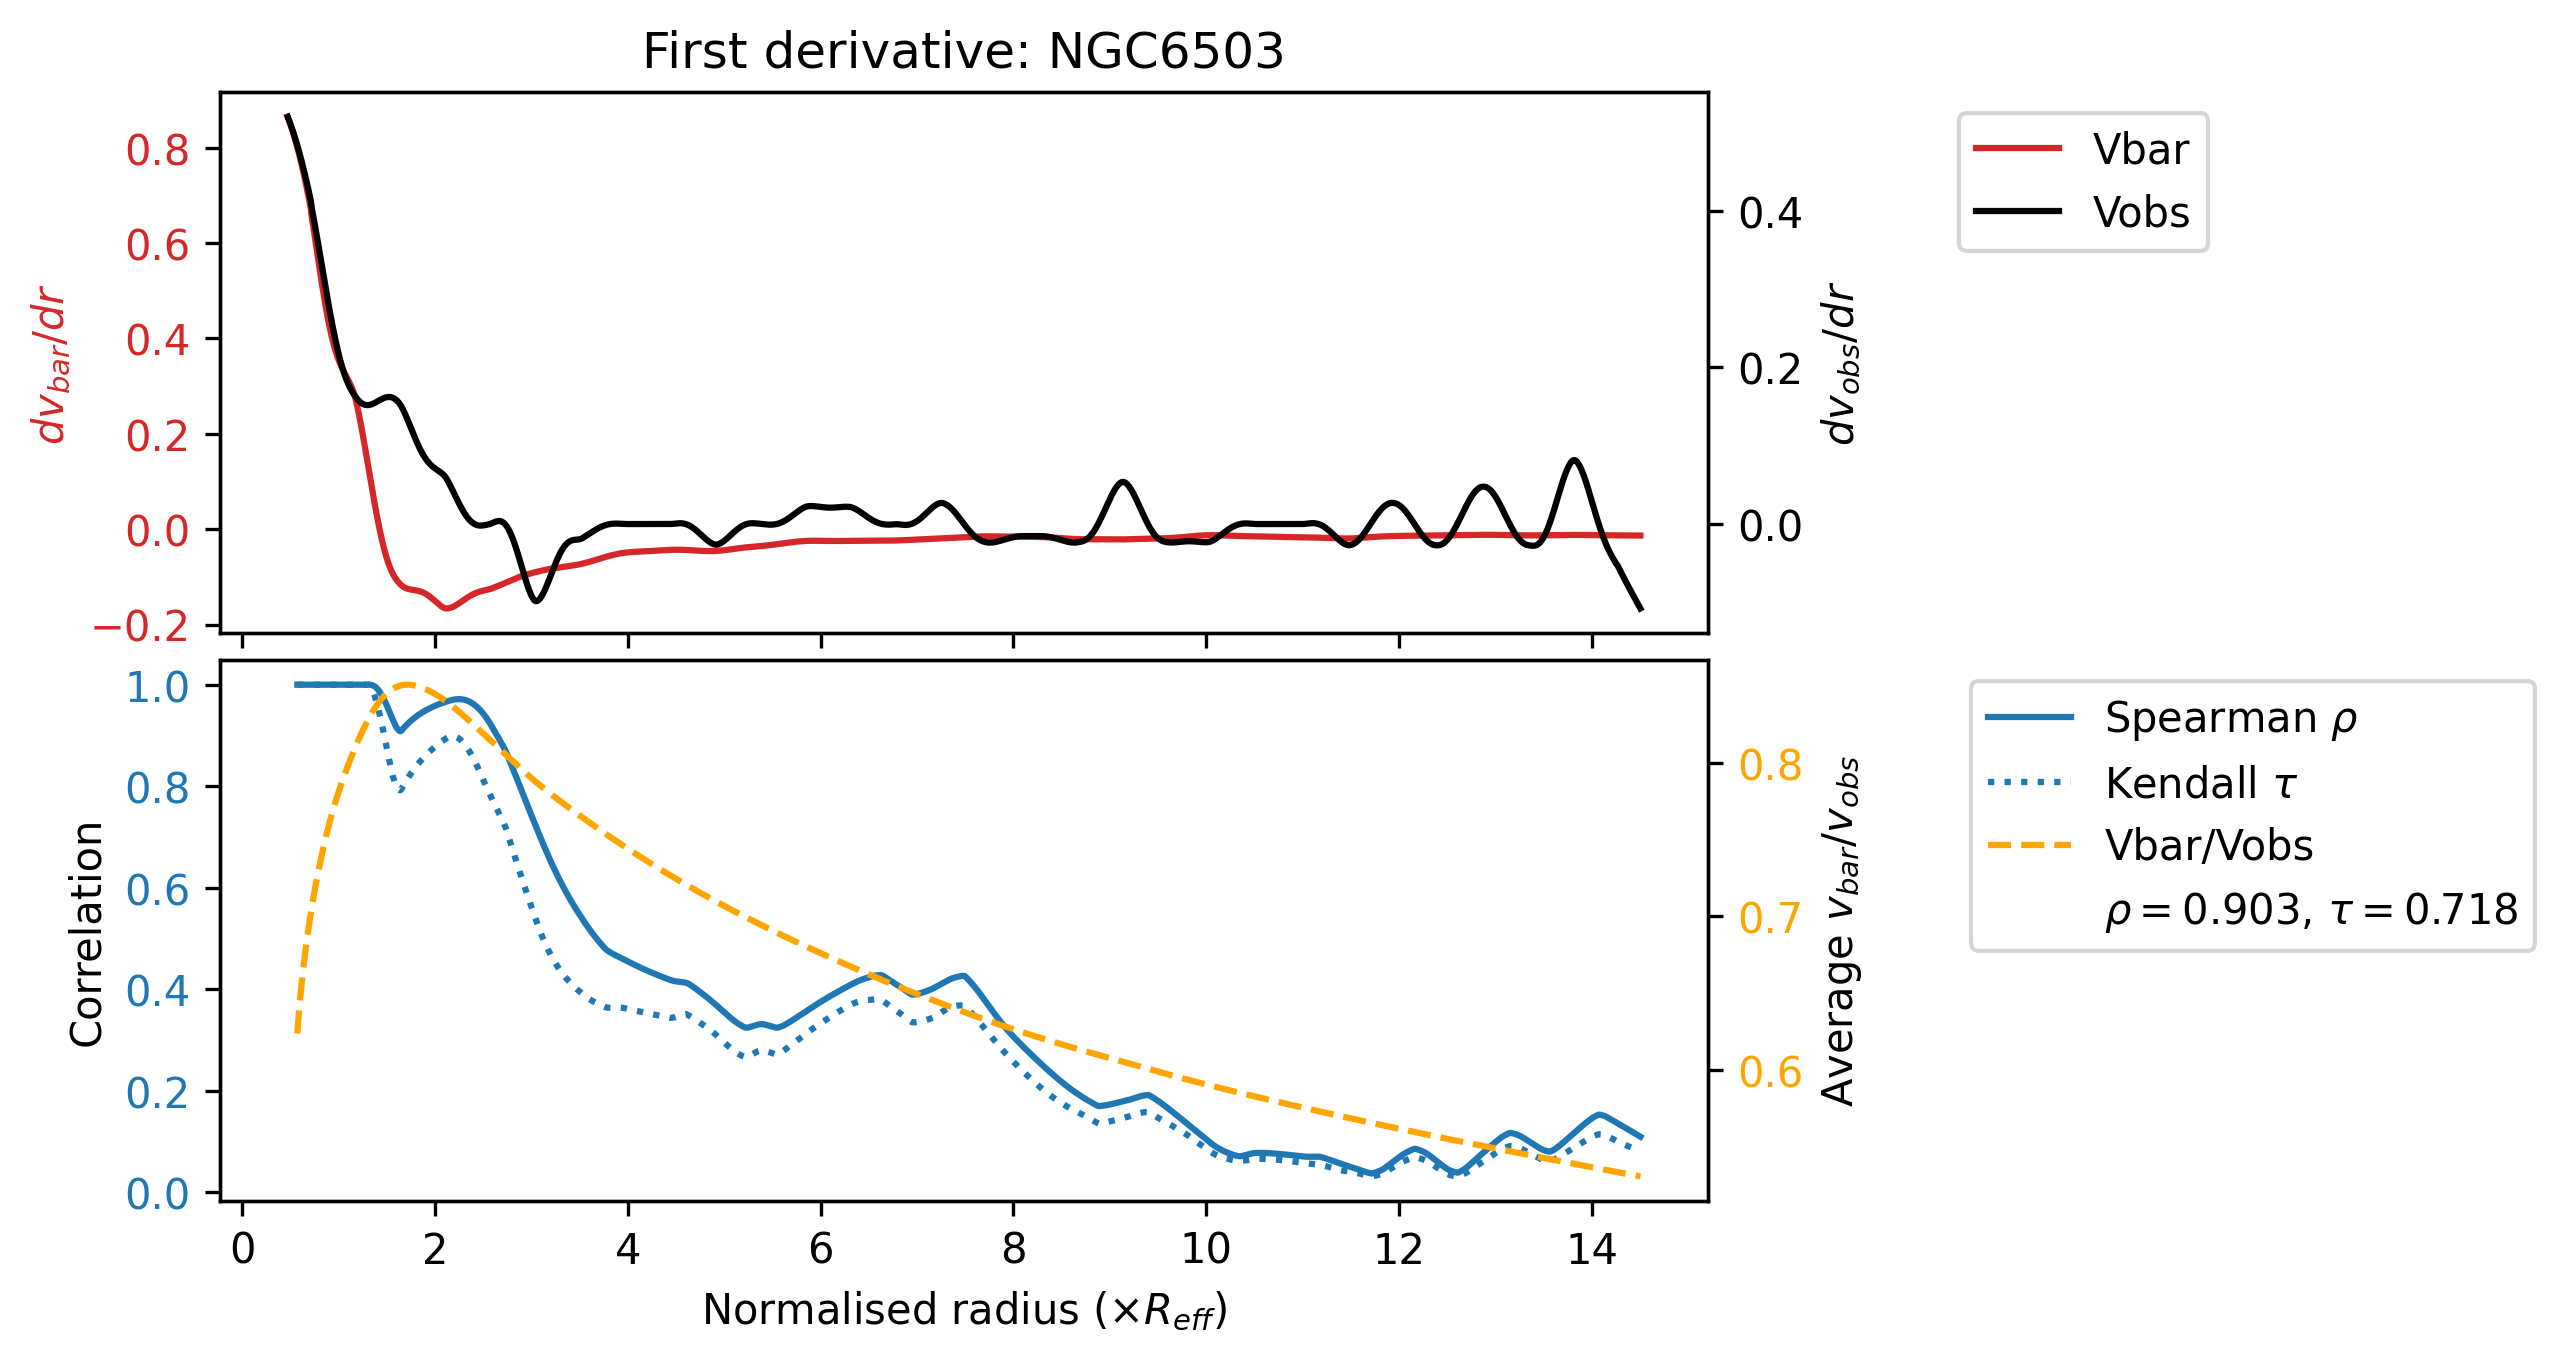 First derivative: NGC6503
0.8
0.6
0.4
0.2
0.0
−0.2
dv_bar/dr
0.4
0.2
0.0
dv_obs/dr
Vbar
Vobs
1.0
0.8
0.6
0.4
0.2
0.0
Correlation
0.8
0.7
0.6
Average v_bar/v_obs
Spearman ρ
Kendall τ
Vbar/Vobs
ρ = 0.903, τ = 0.718
0 2 4 6 8 10 12 14
Normalised radius (×R_eff)